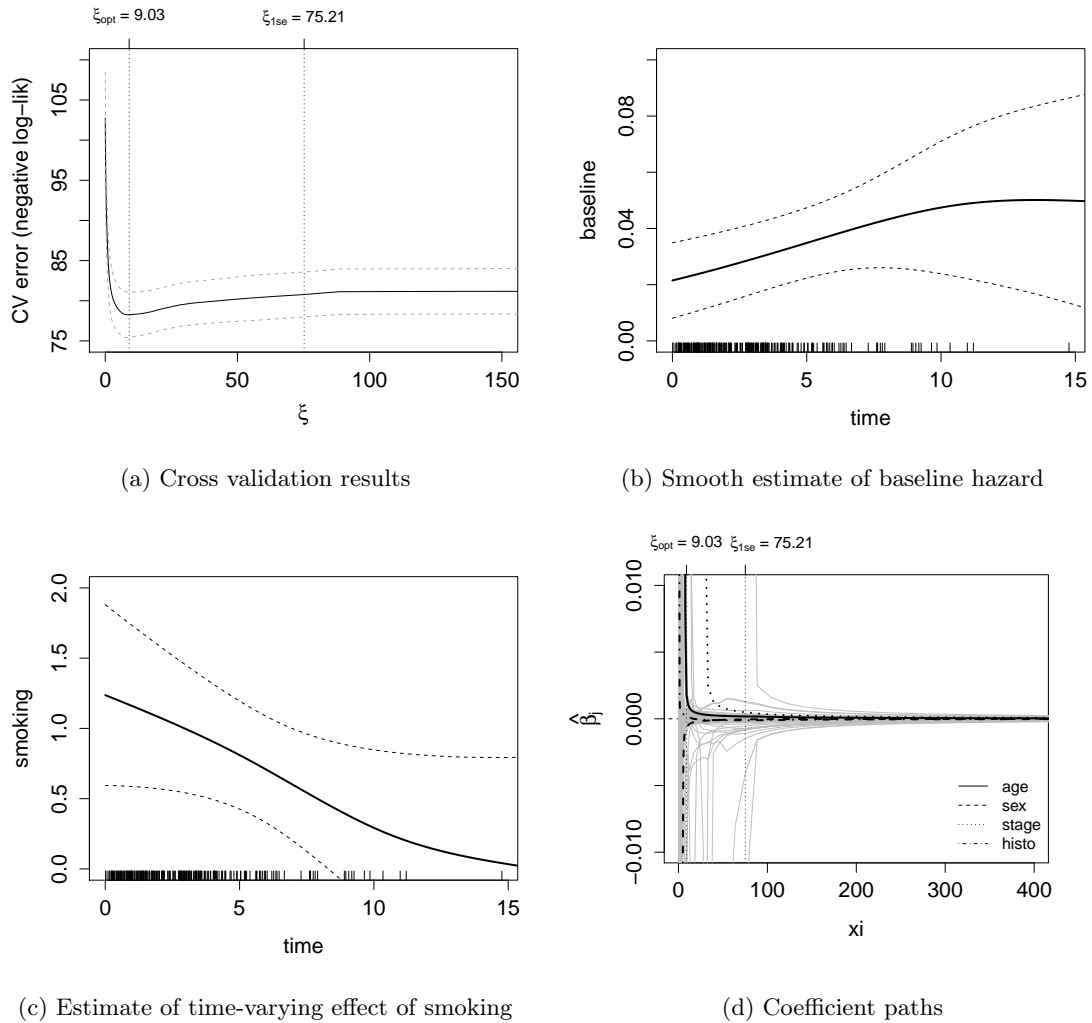 ξopt = 9.03 ξ1se = 75.21
CV error (negative log−lik)
75 85 95 105
0 50 100 150
ξ
(a) Cross validation results
baseline
0.00 0.04 0.08
0 5 10 15
time
(b) Smooth estimate of baseline hazard
smoking
0.0 0.5 1.0 1.5 2.0
0 5 10 15
time
(c) Estimate of time-varying effect of smoking
ξopt = 9.03 ξ1se = 75.21
β̂j
−0.010 0.000 0.010
age
sex
stage
histo
0 100 200 300 400
xi
(d) Coefficient paths